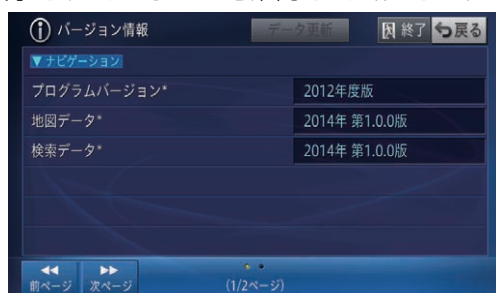 バージョン情報
データ更新
終了
戻る
▼ナビゲーション
プログラムバージョン* 2012年度版
地図データ* 2014年 第1.0.0版
検索データ* 2014年 第1.0.0版
前ページ
次ページ
(1/2ページ)